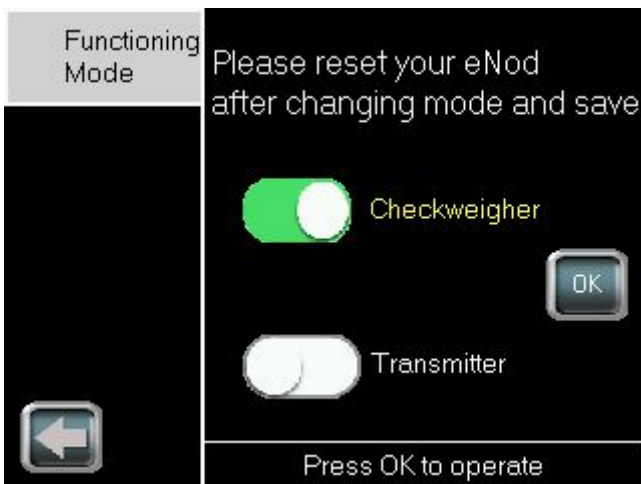 Functioning
Mode
Please reset your eNod
after changing mode and save
Checkweigher
OK
Transmitter
Press OK to operate